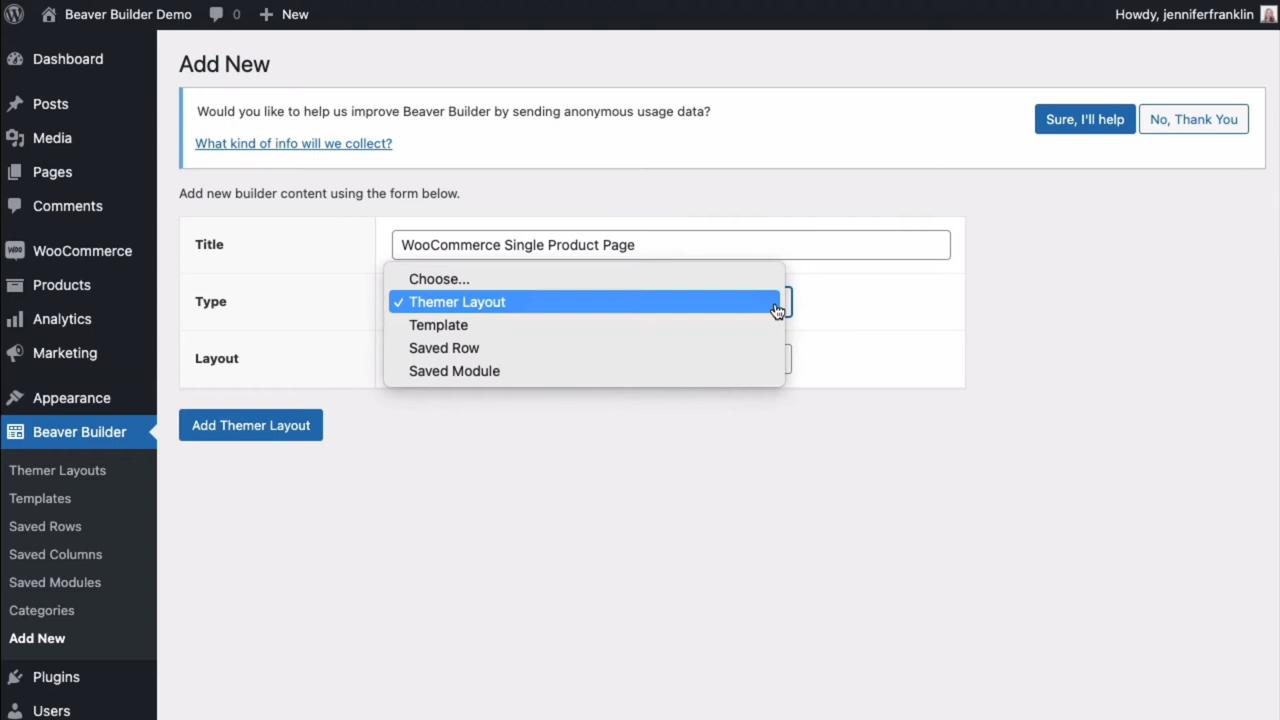 Beaver Builder Demo
0
New
Howdy, jenniferfranklin
Dashboard
Posts
Media
Pages
Comments
WOO
WooCommerce
Products
Analytics
Marketing
Appearance
Beaver Builder
Themer Layouts
Templates
Saved Rows
Saved Columns
Saved Modules
Categories
Add New
Plugins
Users
Add New
Would you like to help us improve Beaver Builder by sending anonymous usage data?
What kind of info will we collect?
Sure, I'll help
No, Thank You
Add new builder content using the form below.
Title
WooCommerce Single Product Page
Type
Choose...
✓ Themer Layout
Template
Saved Row
Saved Module
Layout
Add Themer Layout